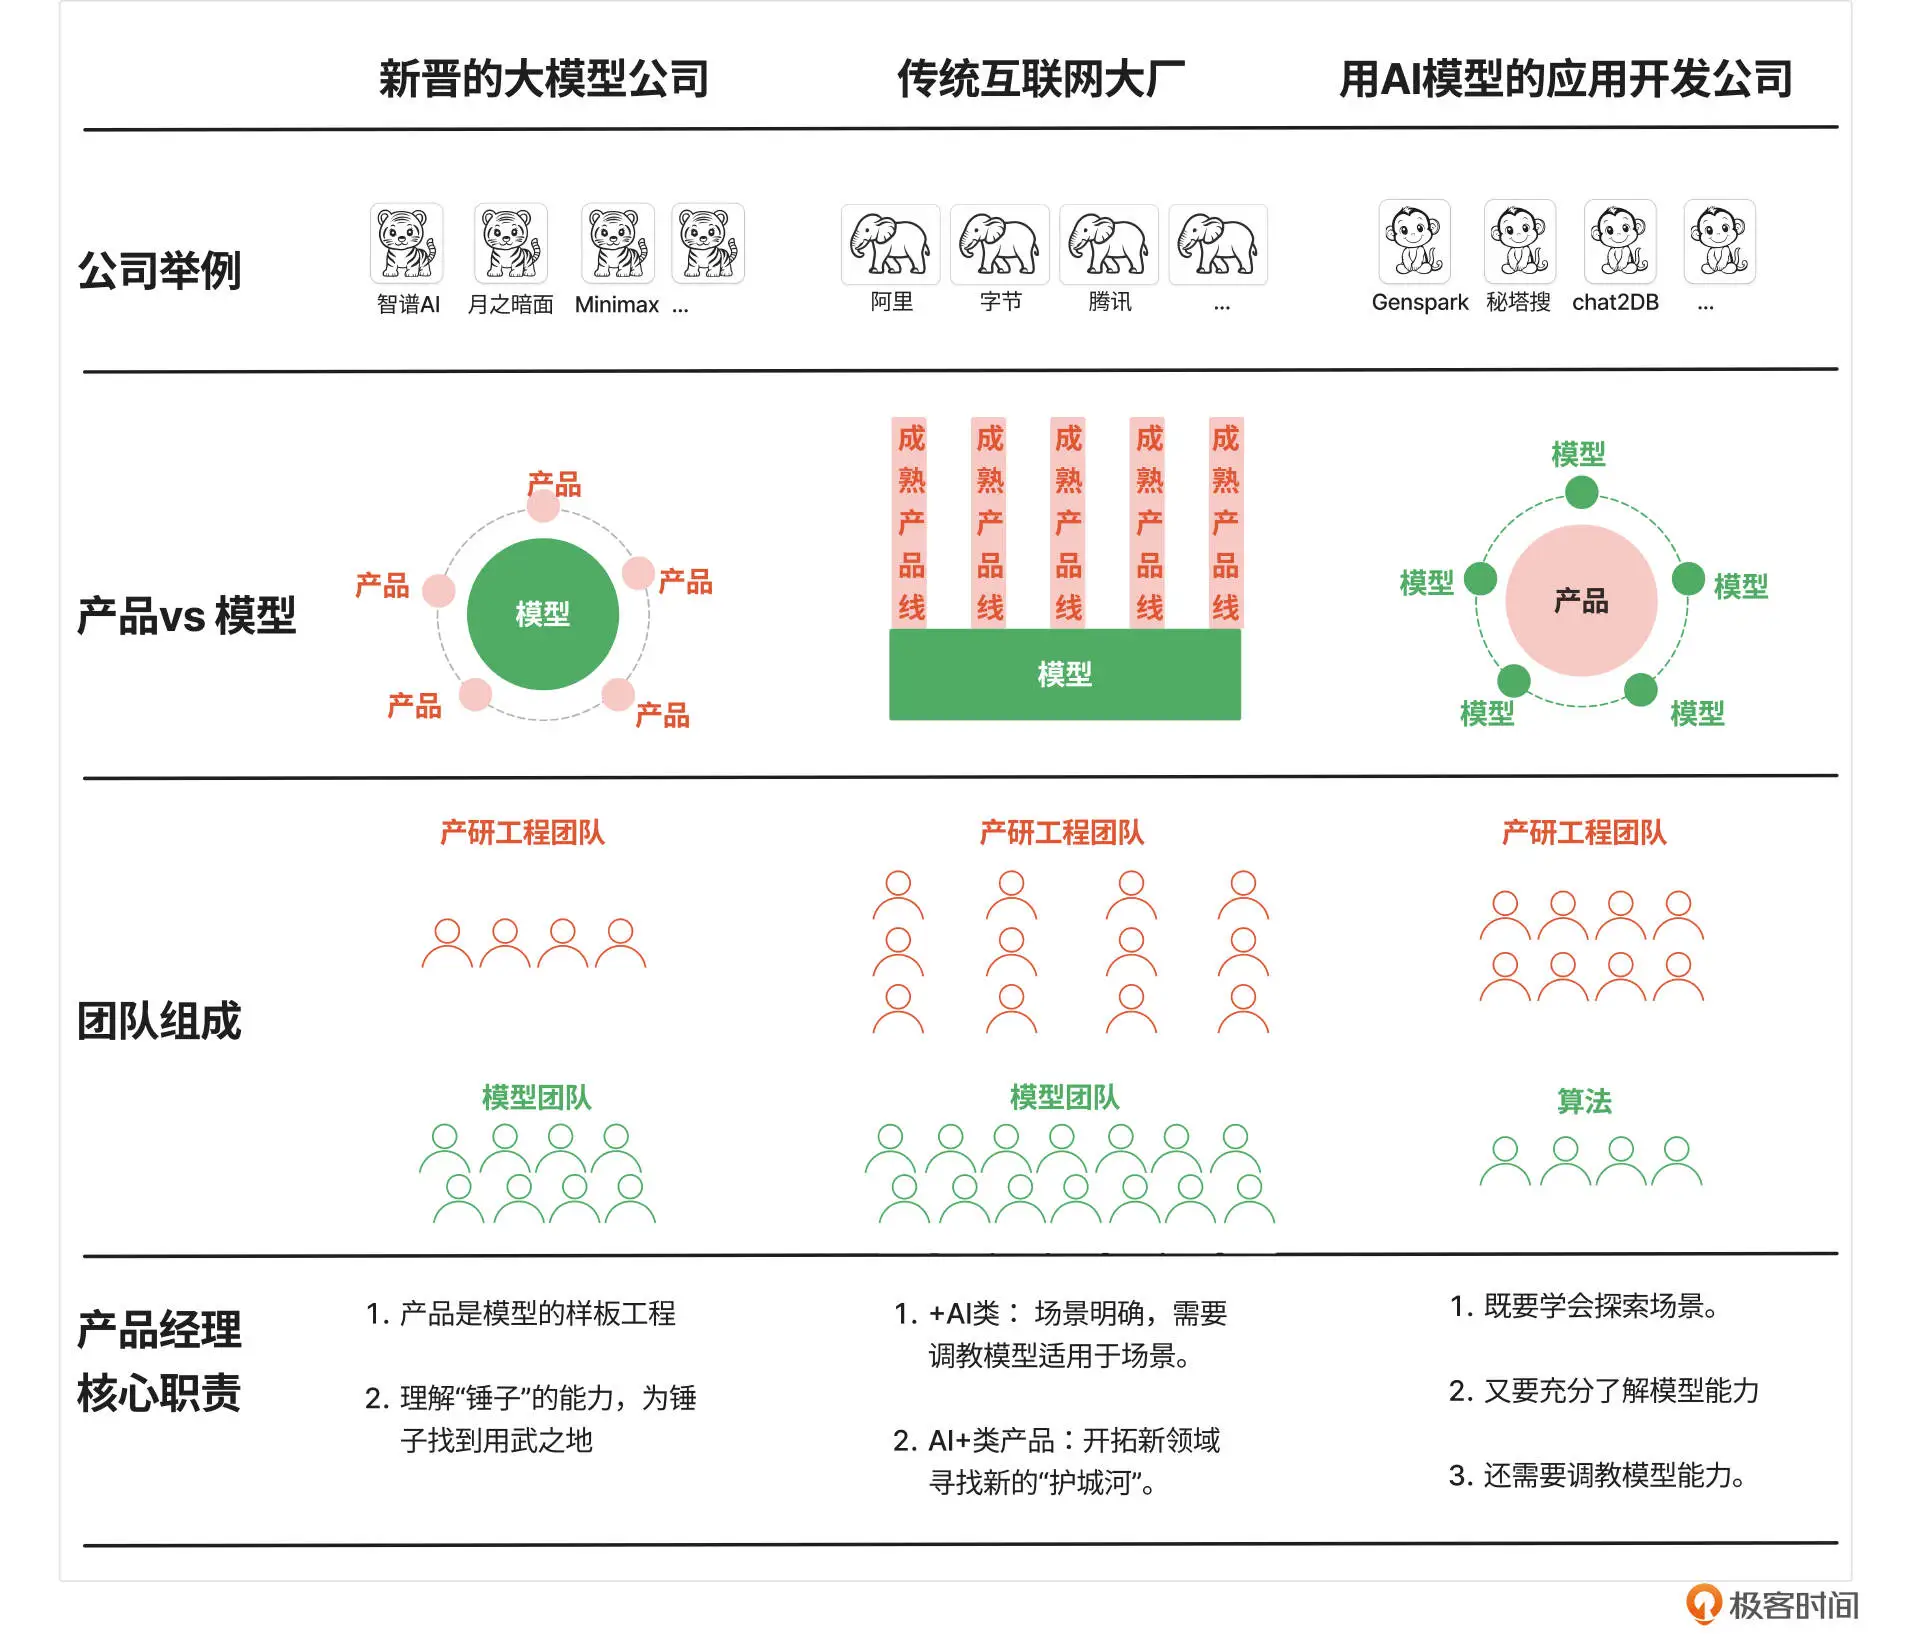 新晋的大模型公司
传统互联网大厂
用AI模型的应用开发公司
公司举例
智谱AI
月之暗面
Minimax
...
阿里
字节
腾讯
...
Genspark
秘塔搜
chat2DB
...
产品vs 模型
产品
产品
产品
产品
产品
模型
成熟产品线
成熟产品线
成熟产品线
成熟产品线
成熟产品线
模型
模型
模型
模型
模型
模型
产品
团队组成
产研工程团队
产研工程团队
产研工程团队
模型团队
模型团队
算法
产品经理
核心职责
1. 产品是模型的样板工程
2. 理解“锤子”的能力，为锤
子找到用武之地
1. +AI类：场景明确，需要
调教模型适用于场景。
2. AI+类产品：开拓新领域
寻找新的“护城河”。
1. 既要学会探索场景。
2. 又要充分了解模型能力
3. 还需要调教模型能力。
极客时间